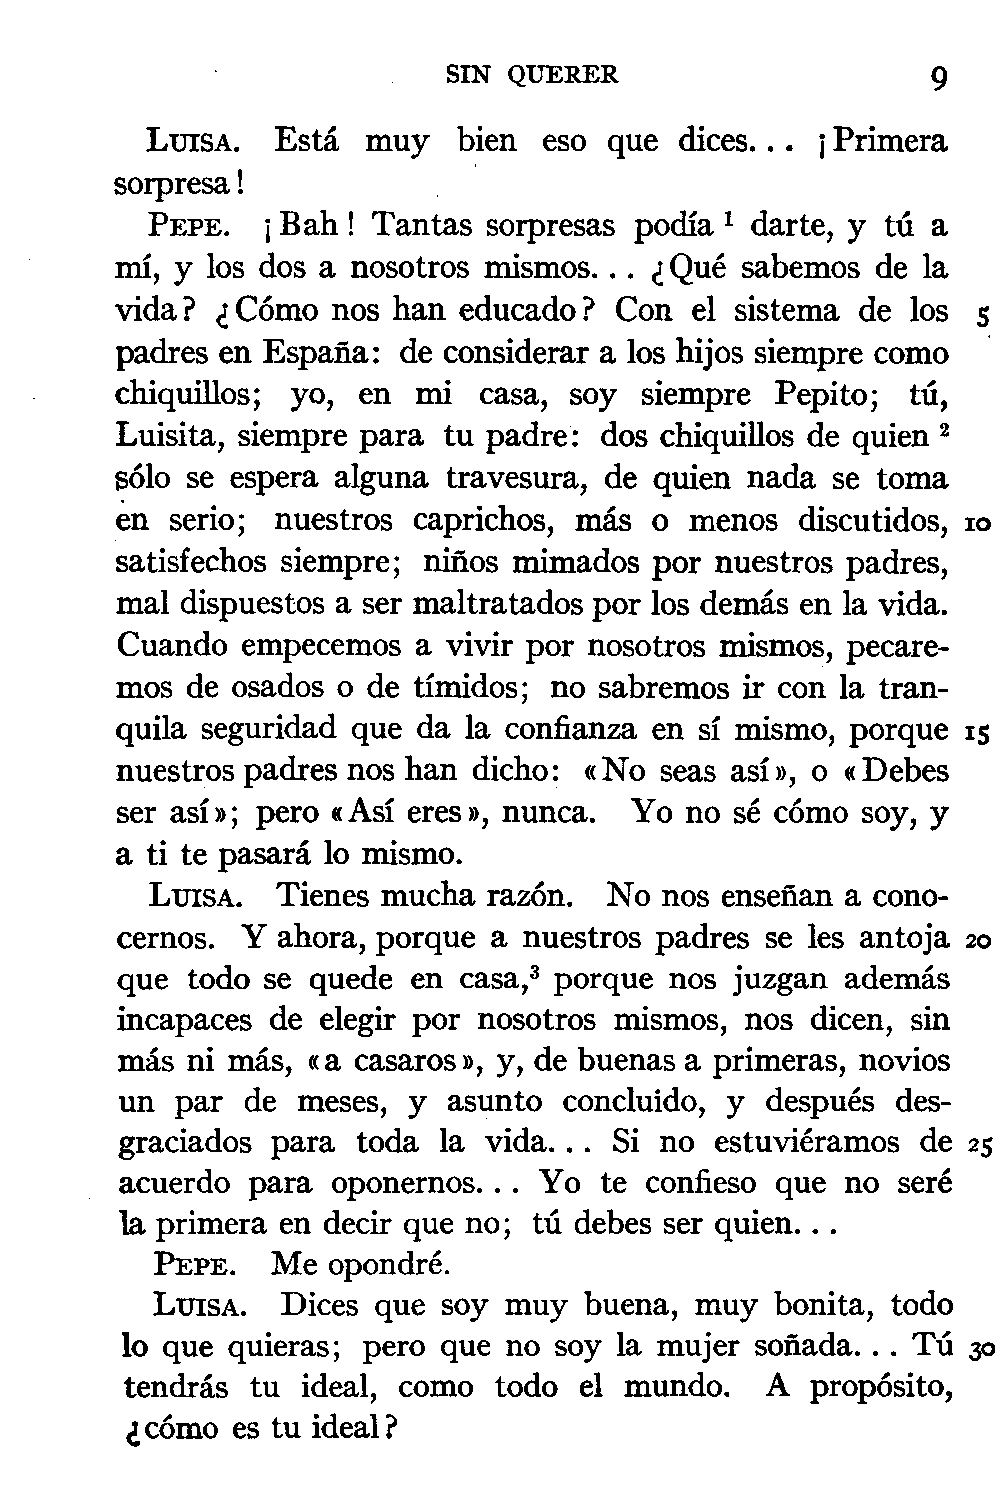 SIN QUERER 9
LUISA. Está muy bien eso que dices... ¡Primera
sorpresa!
PEPE. ¡Bah! Tantas sorpresas podía ¹ darte, y tú a
mí, y los dos a nosotros mismos... ¿Qué sabemos de la
vida? ¿Cómo nos han educado? Con el sistema de los 5
padres en España: de considerar a los hijos siempre como
chiquillos; yo, en mi casa, soy siempre Pepito; tú,
Luisita, siempre para tu padre: dos chiquillos de quien ²
sólo se espera alguna travesura, de quien nada se toma
en serio; nuestros caprichos, más o menos discutidos, 10
satisfechos siempre; niños mimados por nuestros padres,
mal dispuestos a ser maltratados por los demás en la vida.
Cuando empecemos a vivir por nosotros mismos, pecare-
mos de osados o de tímidos; no sabremos ir con la tran-
quila seguridad que da la confianza en sí mismo, porque 15
nuestros padres nos han dicho: «No seas así», o «Debes
ser así»; pero «Así eres», nunca. Yo no sé cómo soy, y
a ti te pasará lo mismo.
LUISA. Tienes mucha razón. No nos enseñan a cono-
cernos. Y ahora, porque a nuestros padres se les antoja 20
que todo se quede en casa,³ porque nos juzgan además
incapaces de elegir por nosotros mismos, nos dicen, sin
más ni más, «a casaros», y, de buenas a primeras, novios
un par de meses, y asunto concluido, y después des-
graciados para toda la vida... Si no estuviéramos de 25
acuerdo para oponernos... Yo te confieso que no seré
la primera en decir que no; tú debes ser quien...
PEPE. Me opondré.
LUISA. Dices que soy muy buena, muy bonita, todo
lo que quieras; pero que no soy la mujer soñada... Tú 30
tendrás tu ideal, como todo el mundo. A propósito,
¿cómo es tu ideal?